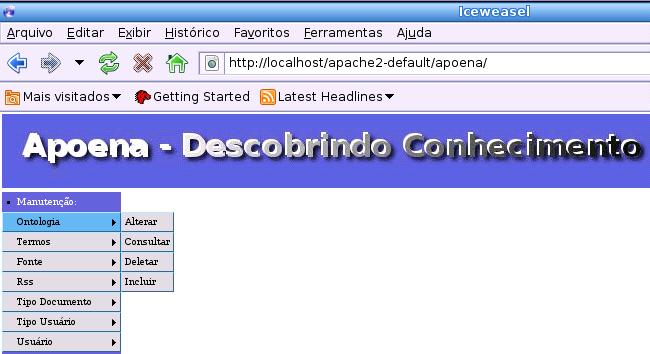 Iceweasel
Arquivo Editar Exibir Histórico Favoritos Ferramentas Ajuda
http://localhost/apache2-default/apoena/
Mais visitados Getting Started Latest Headlines
Apoena - Descobrindo Conhecimento
Manutenção:
Ontologia Alterar
Termos Consultar
Fonte Deletar
Rss Incluir
Tipo Documento
Tipo Usuário
Usuário